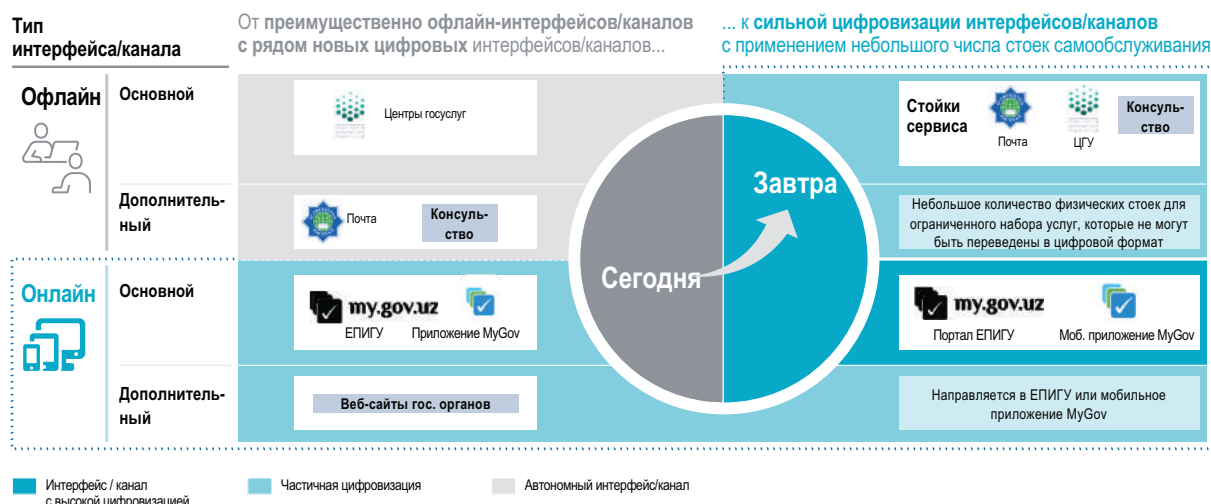 Тип
интерфейса/канала
От преимущественно офлайн-интерфейсов/каналов
с рядом новых цифровых интерфейсов/каналов...
... к сильной цифровизации интерфейсов/каналов
с применением небольшого числа стоек самообслуживания
Офлайн
Основной
Центры госуслуг
Стойки
сервиса
Почта
ЦГУ
Консуль-
ство
Дополнитель-
ный
Почта
Консуль-
ство
Небольшое количество физических стоек для
ограниченного набора услуг, которые не могут
быть переведены в цифровой формат
Завтра
Сегодня
Онлайн
Основной
my.gov.uz
ЕПИГУ
Приложение MyGov
my.gov.uz
Портал ЕПИГУ
Моб. приложение MyGov
Дополнитель-
ный
Веб-сайты гос. органов
Направляется в ЕПИГУ или мобильное
приложение MyGov
Интерфейс / канал
с высокой цифровизацией
Частичная цифровизация
Автономный интерфейс/канал